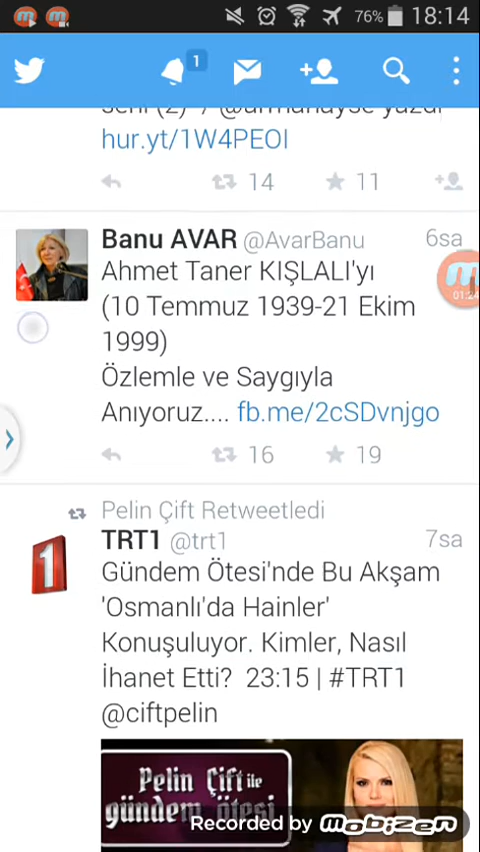 76% 18:14
1
hur.yt/1W4PEOI
14 11
Banu AVAR @AvarBanu 6sa
Ahmet Taner KIŞLALI'yı
(10 Temmuz 1939-21 Ekim
1999)
Özlemle ve Saygıyla
Anıyoruz.... fb.me/2cSDvnjgo
01:24
16 19
Pelin Çift Retweetledi
TRT1 @trt1 7sa
1
Gündem Ötesi'nde Bu Akşam
'Osmanlı'da Hainler'
Konuşuluyor. Kimler, Nasıl
İhanet Etti? 23:15 | #TRT1
@ciftpelin
Pelin Çift ile
gündem ötesi
Recorded by mobizen